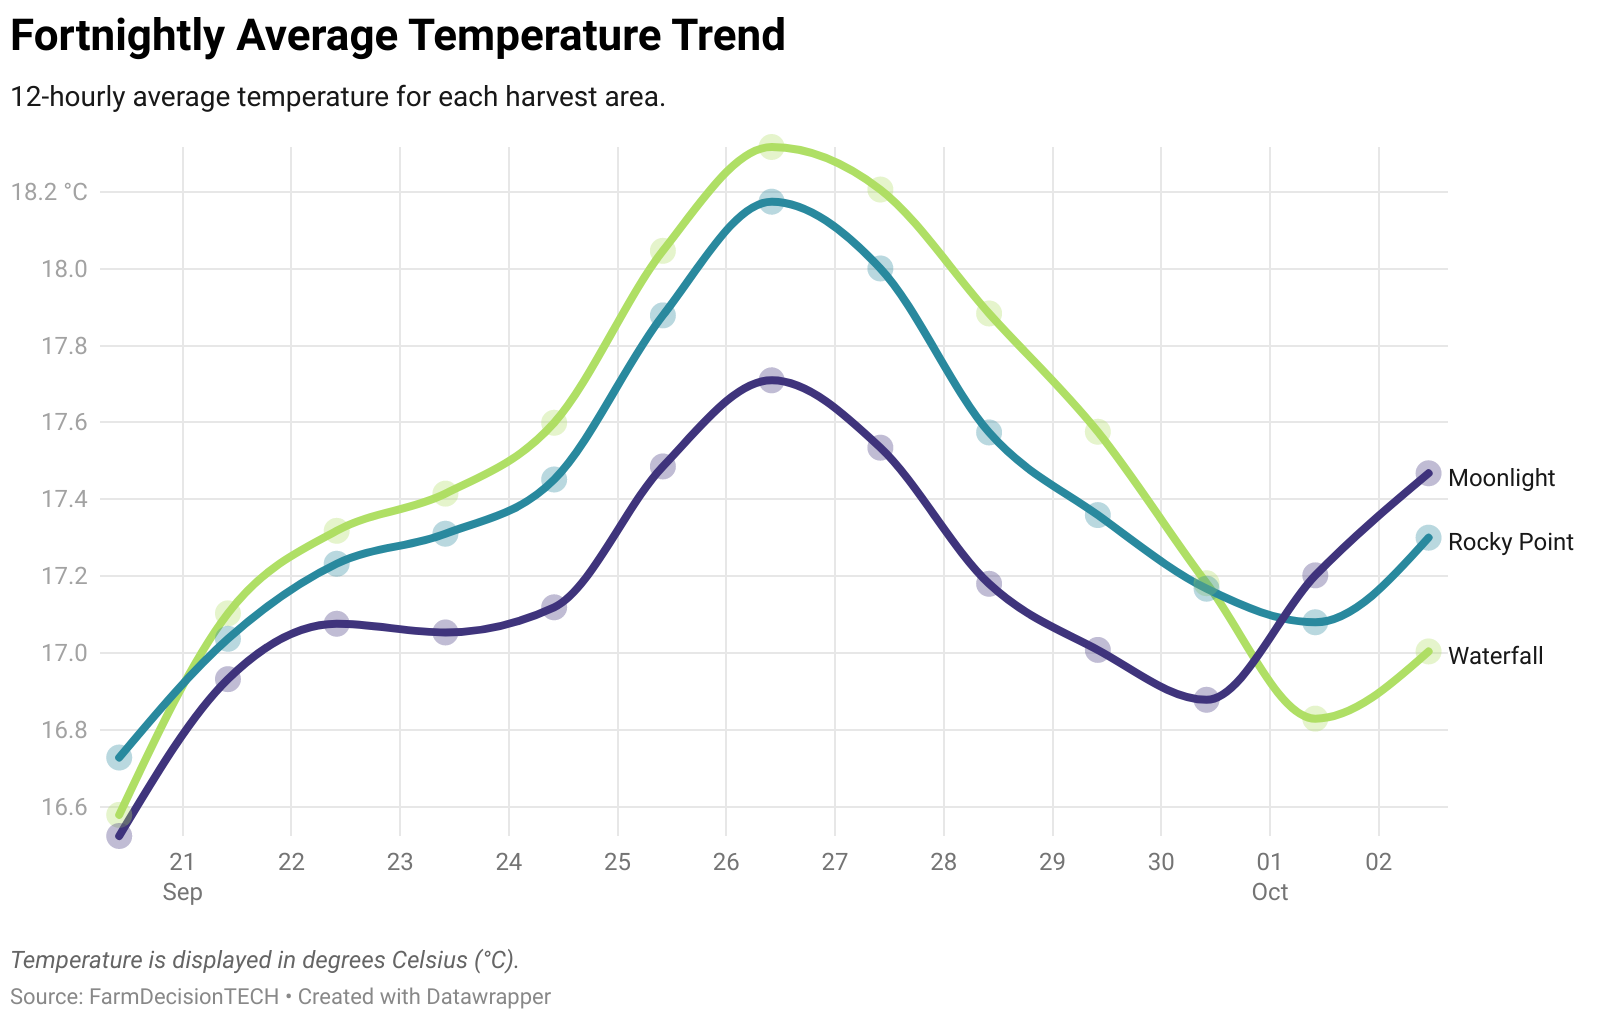 Fortnightly Average Temperature Trend
12-hourly average temperature for each harvest area.
18.2 °C
18.0
17.8
17.6
17.4
17.2
17.0
16.8
16.6
Moonlight
Rocky Point
Waterfall
21 22 23 24 25 26 27 28 29 30 01 02
Sep Oct
Temperature is displayed in degrees Celsius (°C).
Source: FarmDecisionTECH • Created with Datawrapper